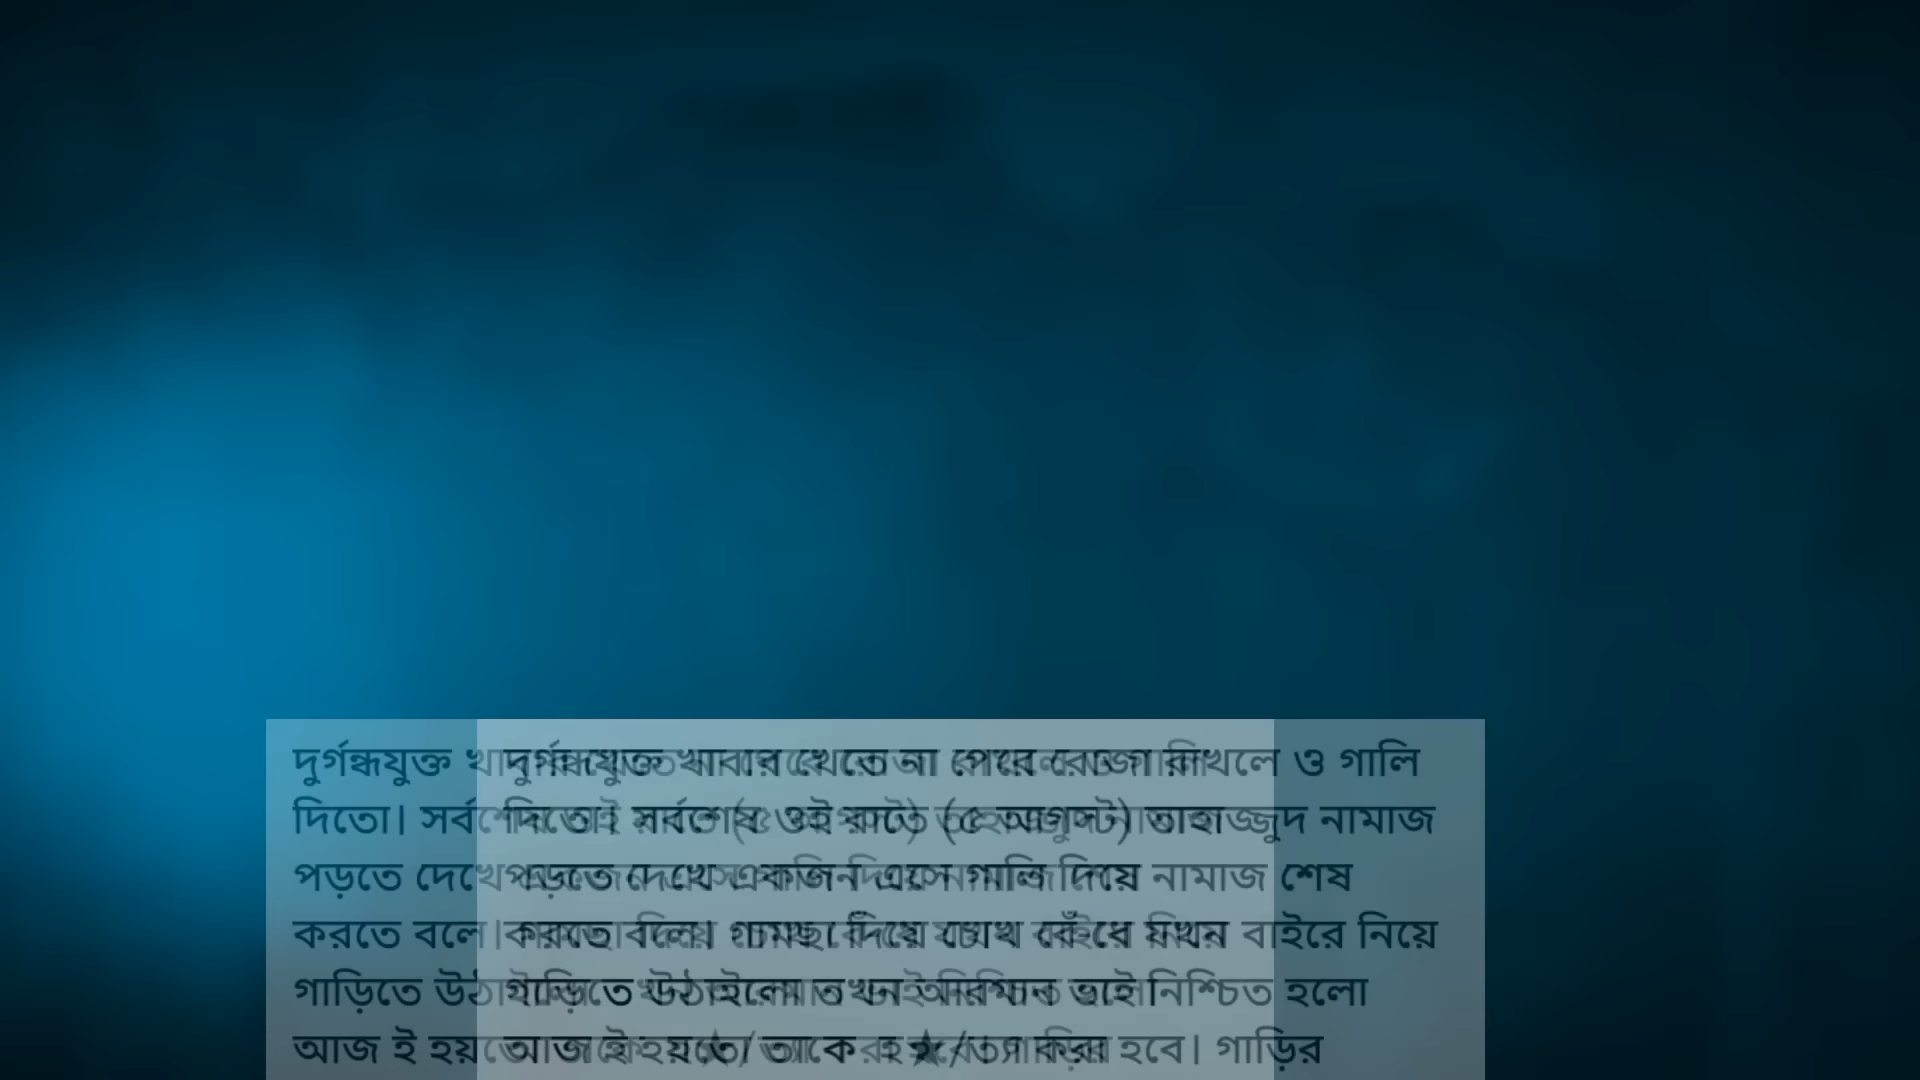 দুর্গন্ধযুক্ত খাবার খেতে না পেরে রোজা রাখলে ও গালি
দিতো। সর্বশেষ ওই রাতে (৫ আগস্ট) তাহাজ্জুদ নামাজ
পড়তে দেখে একজন এসে গালি দিয়ে নামাজ শেষ
করতে বলে। গামছা দিয়ে চোখ বেঁধে যখন বাইরে নিয়ে
গাড়িতে উঠাইলো তখন আরমান ভাই নিশ্চিত হলো
আজ ই হয়তো তাকে হ★/ত্যা করা হবে। গাড়ির